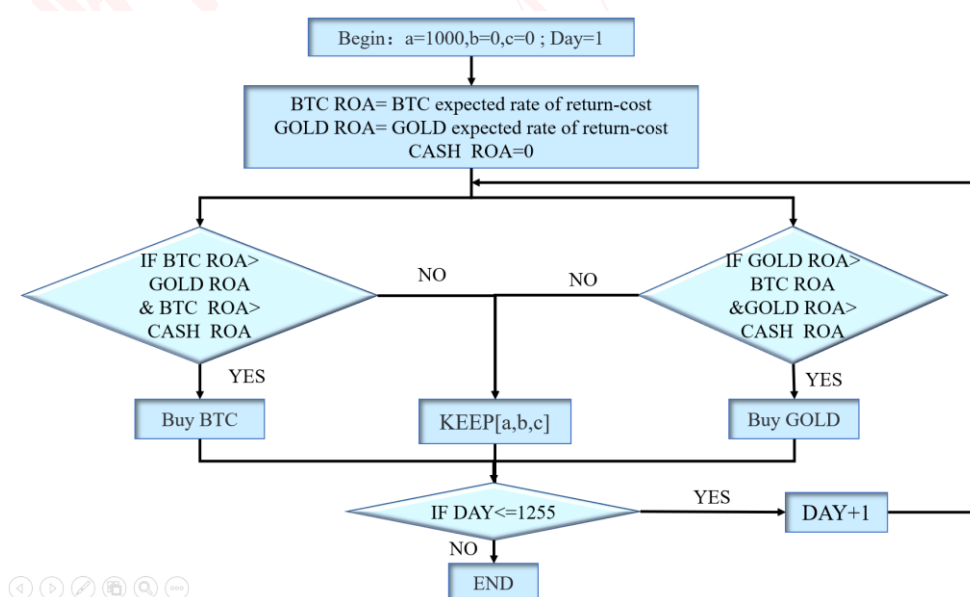 Begin：a=1000,b=0,c=0 ; Day=1
BTC ROA= BTC expected rate of return-cost
GOLD ROA= GOLD expected rate of return-cost
CASH  ROA=0
IF BTC ROA>
GOLD ROA
& BTC  ROA>
CASH  ROA
NO
NO
IF GOLD ROA>
BTC ROA
&GOLD ROA>
CASH  ROA
YES
YES
Buy BTC
KEEP[a,b,c]
Buy GOLD
IF DAY<=1255
YES
DAY+1
NO
END